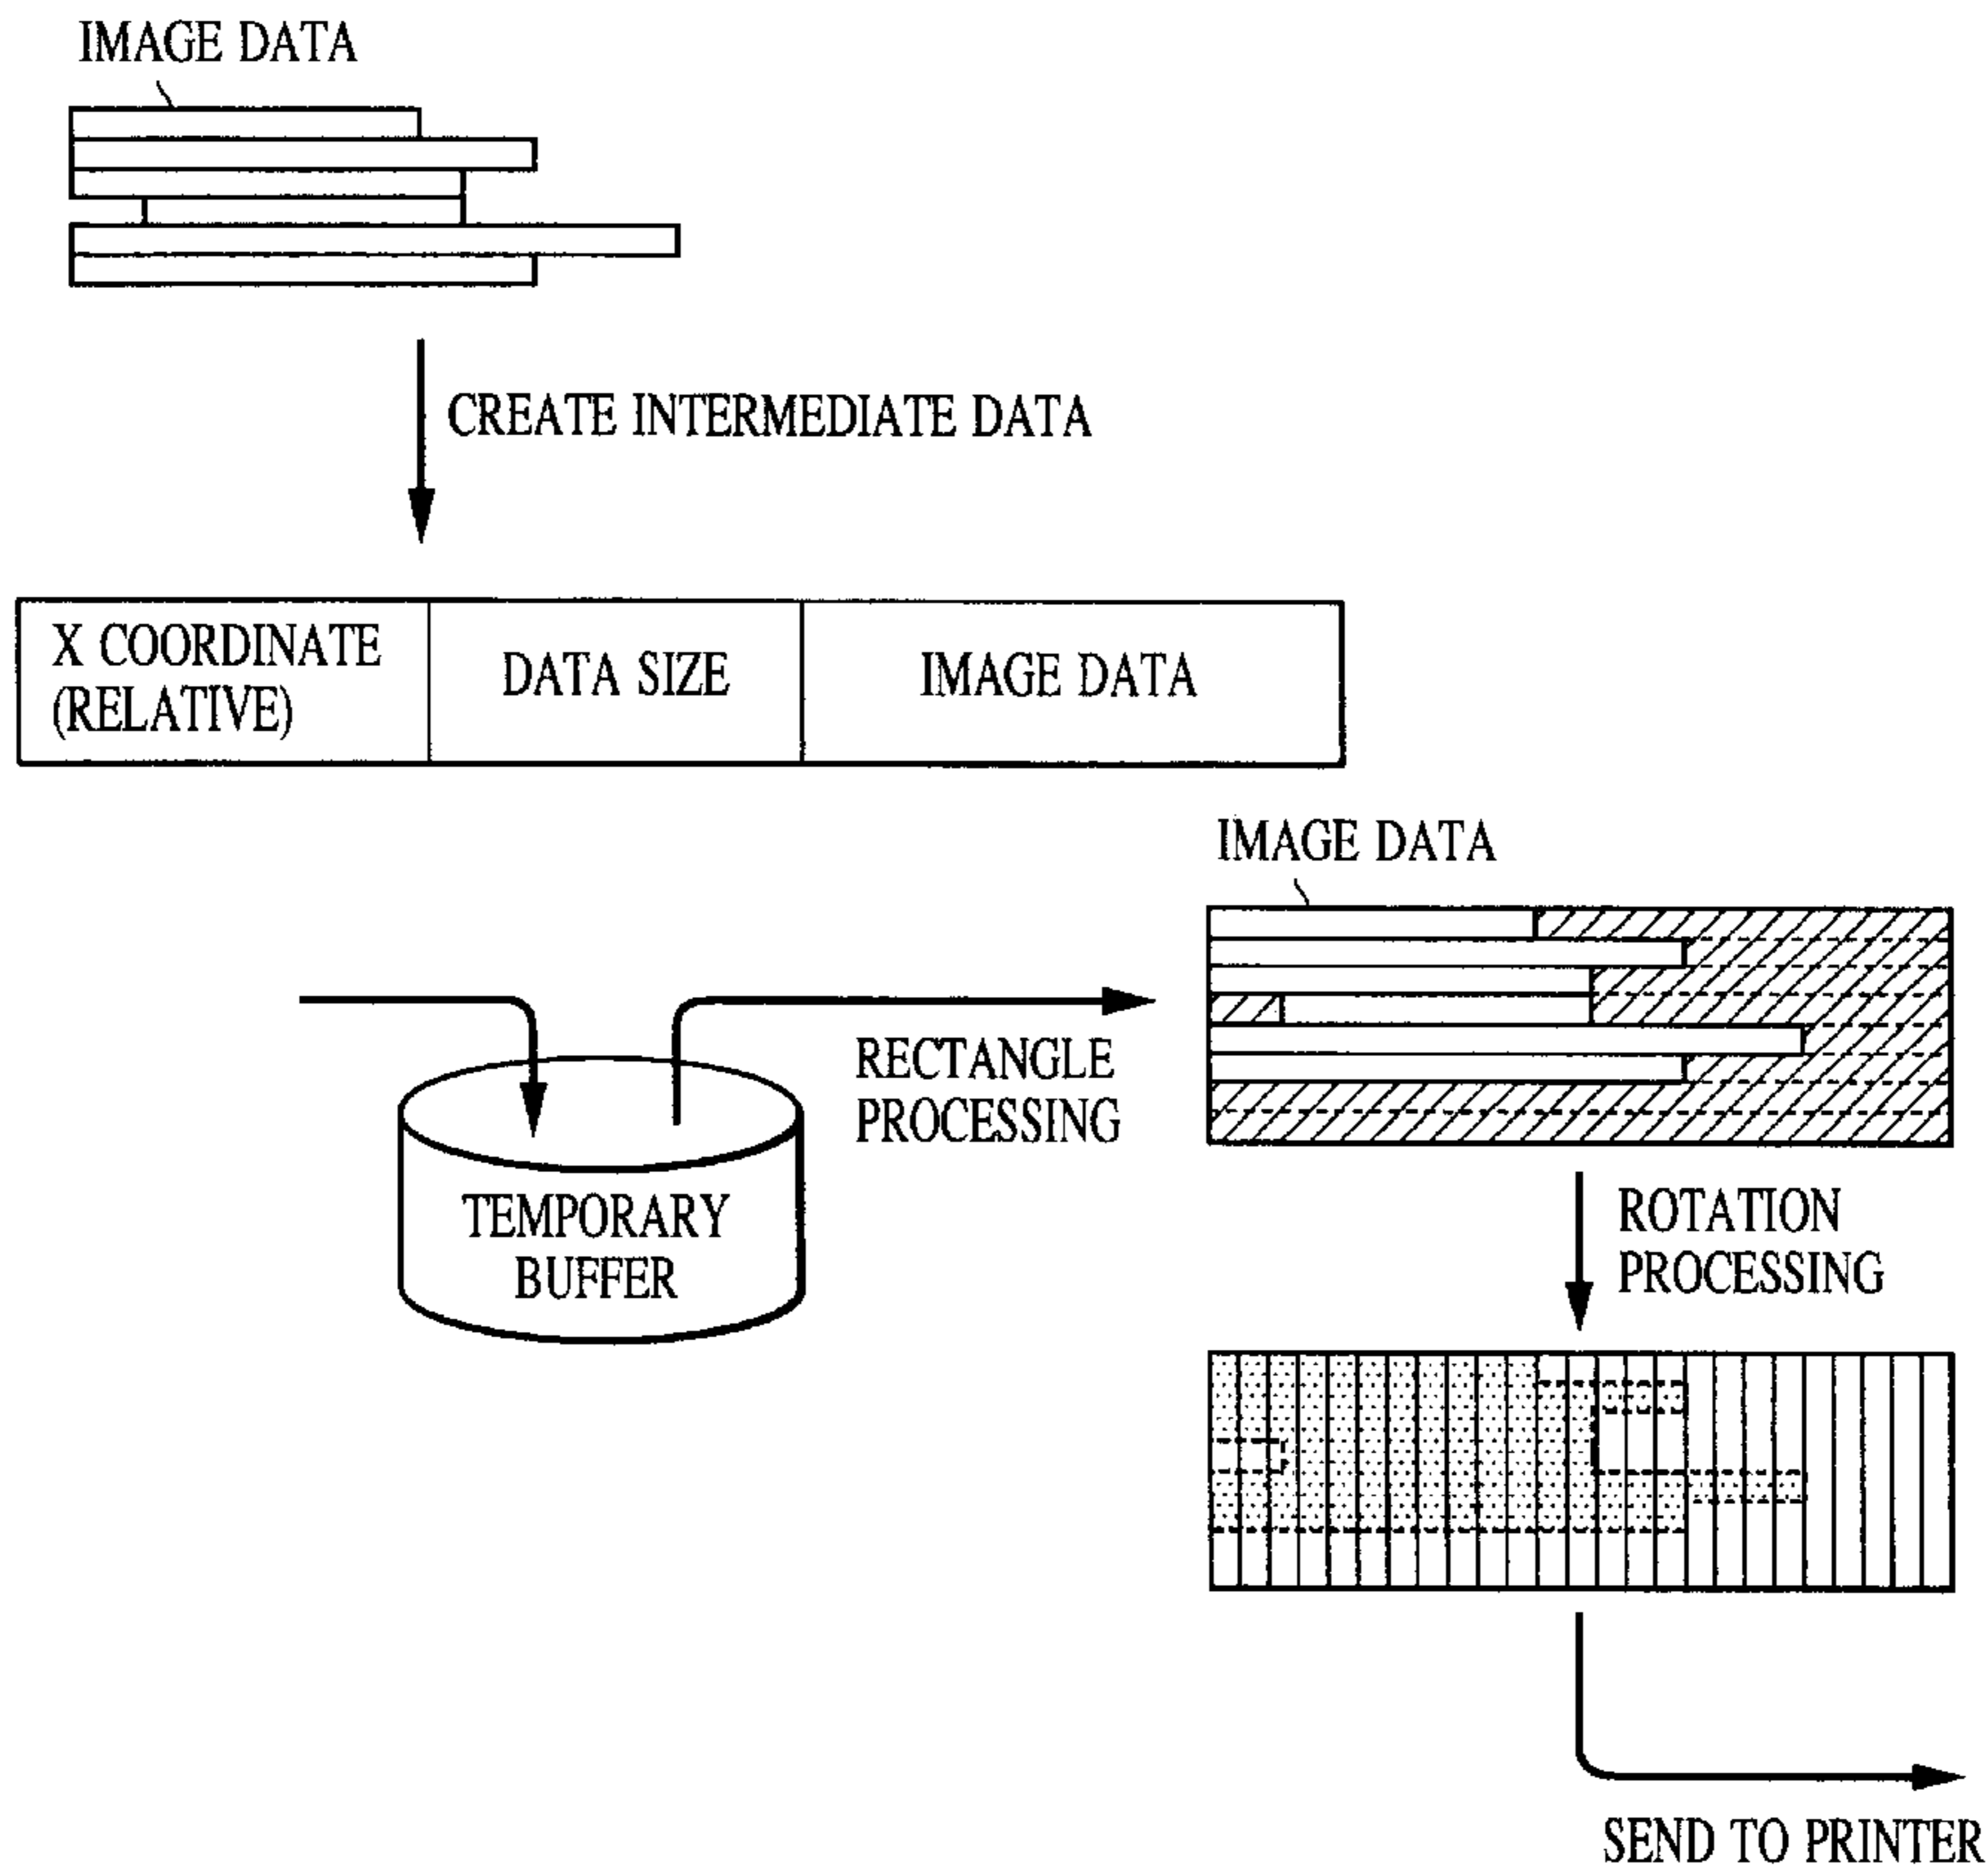 IMAGE DATA
CREATE INTERMEDIATE DATA
X COORDINATE
(RELATIVE)
DATA SIZE
IMAGE DATA
IMAGE DATA
RECTANGLE
PROCESSING
TEMPORARY
BUFFER
ROTATION
PROCESSING
SEND TO PRINTER